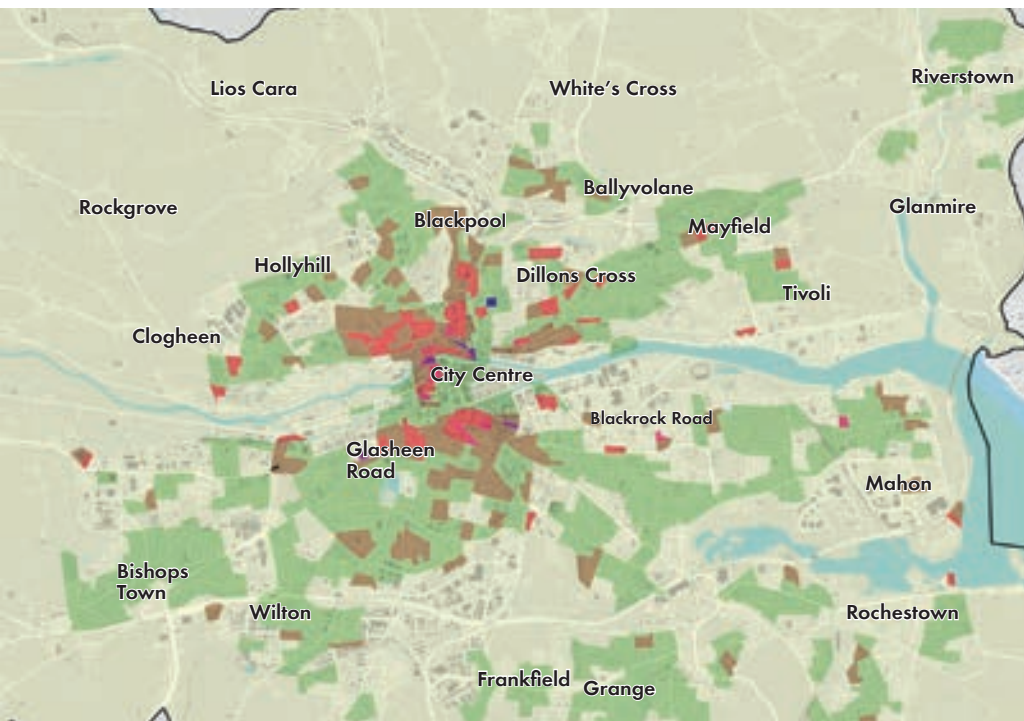 Lios Cara
White's Cross
Riverstown
Rockgrove
Ballyvolane
Glanmire
Blackpool
Mayfield
Hollyhill
Dillons Cross
Tivoli
Clogheen
City Centre
Blackrock Road
Glasheen
Road
Mahon
Bishops
Town
Wilton
Rochestown
Frankfield
Grange